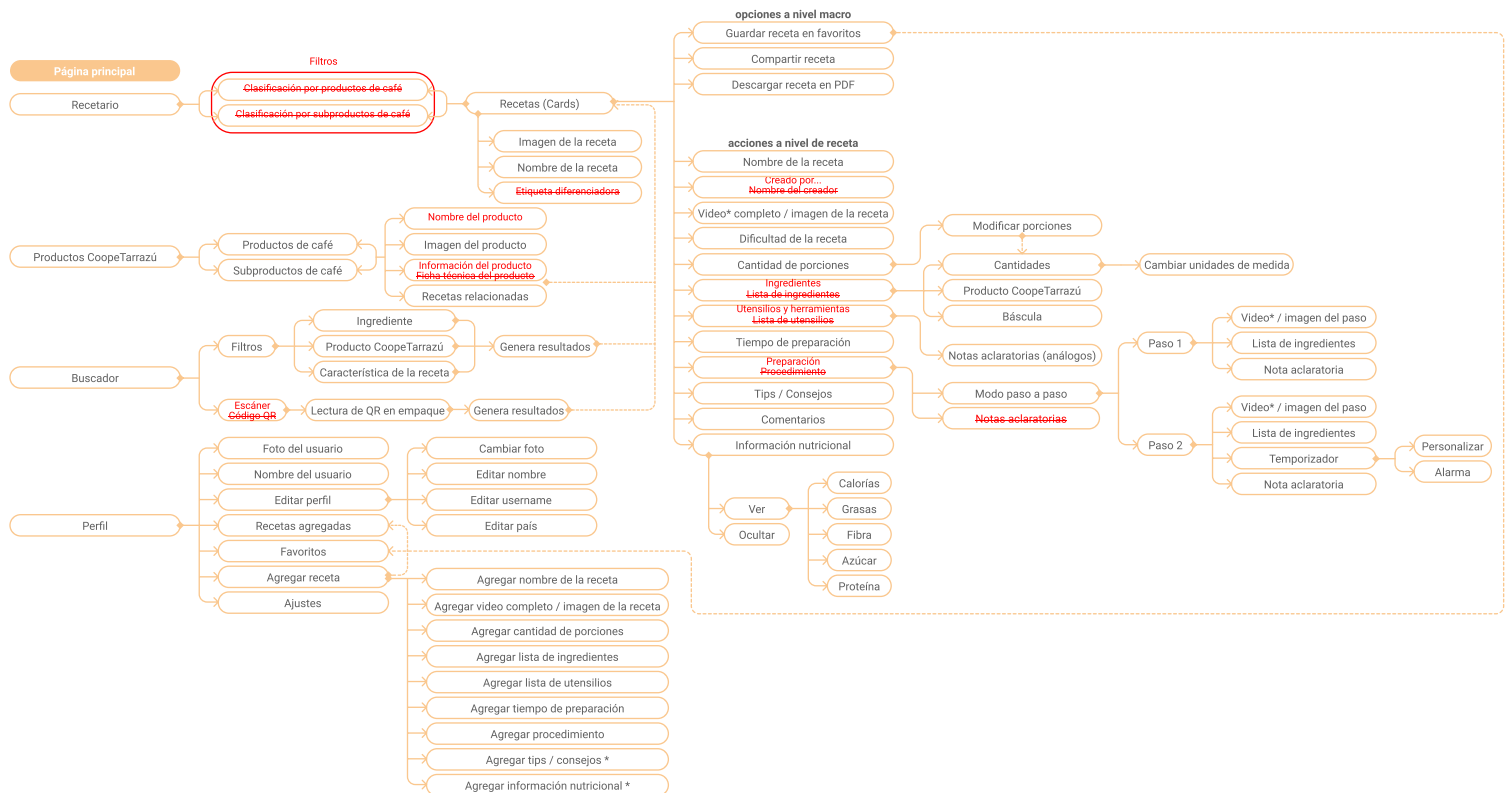 Página principal
Recetario
Filtros
Clasificación por productos de café
Clasificación por subproductos de café
Recetas (Cards)
Imagen de la receta
Nombre de la receta
Etiqueta diferenciadora
opciones a nivel macro
Guardar receta en favoritos
Compartir receta
Descargar receta en PDF
acciones a nivel de receta
Nombre de la receta
Creado por...
Nombre del creador
Video* completo / imagen de la receta
Dificultad de la receta
Cantidad de porciones
Ingredientes
Lista de ingredientes
Utensilios y herramientas
Lista de utensilios
Tiempo de preparación
Preparación
Procedimiento
Tips / Consejos
Comentarios
Información nutricional
Ver
Ocultar
Calorías
Grasas
Fibra
Azúcar
Proteína
Modificar porciones
Cantidades
Cambiar unidades de medida
Producto CoopeTarrazú
Báscula
Notas aclaratorias (análogos)
Modo paso a paso
Notas aclaratorias
Paso 1
Video* / imagen del paso
Lista de ingredientes
Nota aclaratoria
Paso 2
Video* / imagen del paso
Lista de ingredientes
Temporizador
Nota aclaratoria
Personalizar
Alarma
Productos CoopeTarrazú
Productos de café
Subproductos de café
Nombre del producto
Imagen del producto
Información del producto
Ficha técnica del producto
Recetas relacionadas
Buscador
Filtros
Ingrediente
Producto CoopeTarrazú
Característica de la receta
Genera resultados
Escáner
Código QR
Lectura de QR en empaque
Genera resultados
Perfil
Foto del usuario
Nombre del usuario
Editar perfil
Recetas agregadas
Favoritos
Agregar receta
Ajustes
Cambiar foto
Editar nombre
Editar username
Editar país
Agregar nombre de la receta
Agregar video completo / imagen de la receta
Agregar cantidad de porciones
Agregar lista de ingredientes
Agregar lista de utensilios
Agregar tiempo de preparación
Agregar procedimiento
Agregar tips / consejos *
Agregar información nutricional *